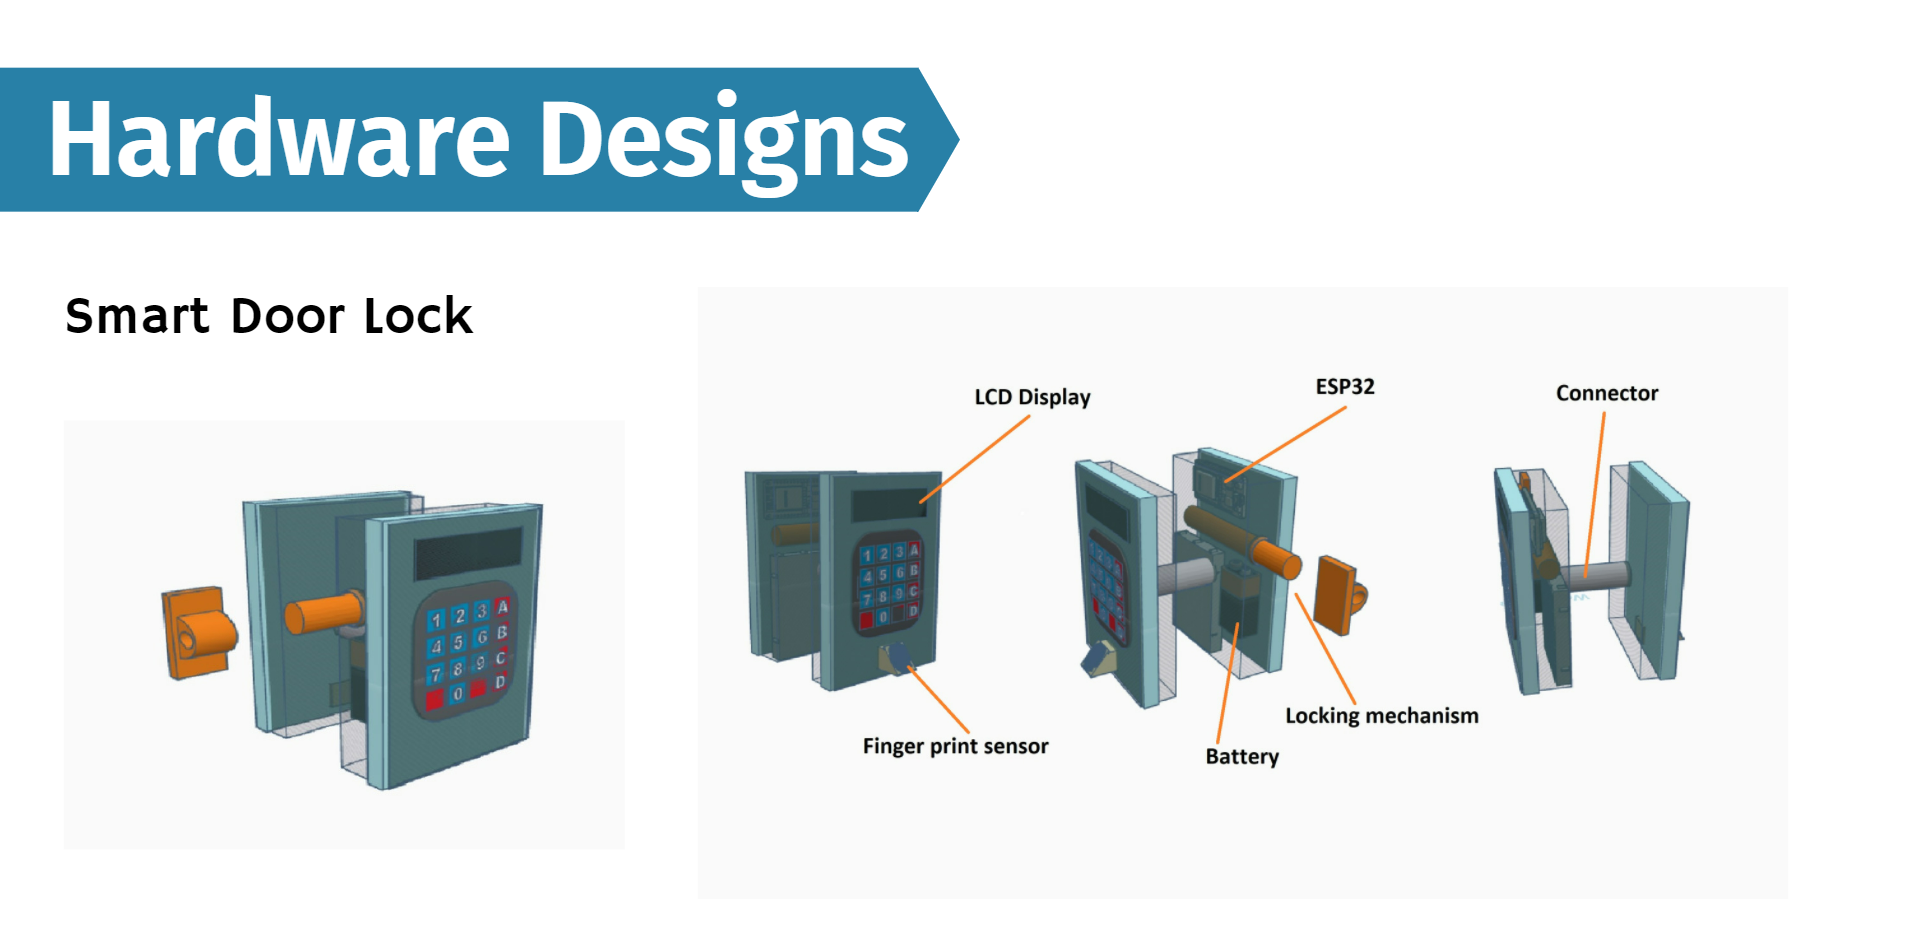 Hardware Designs
Smart Door Lock
LCD Display
ESP32
Connector
1 2 3 A
4 5 6 B
7 8 9 C
0 D
1 2 3 A
4 5 6 B
7 8 9 C
0 D
Finger print sensor
Battery
Locking mechanism